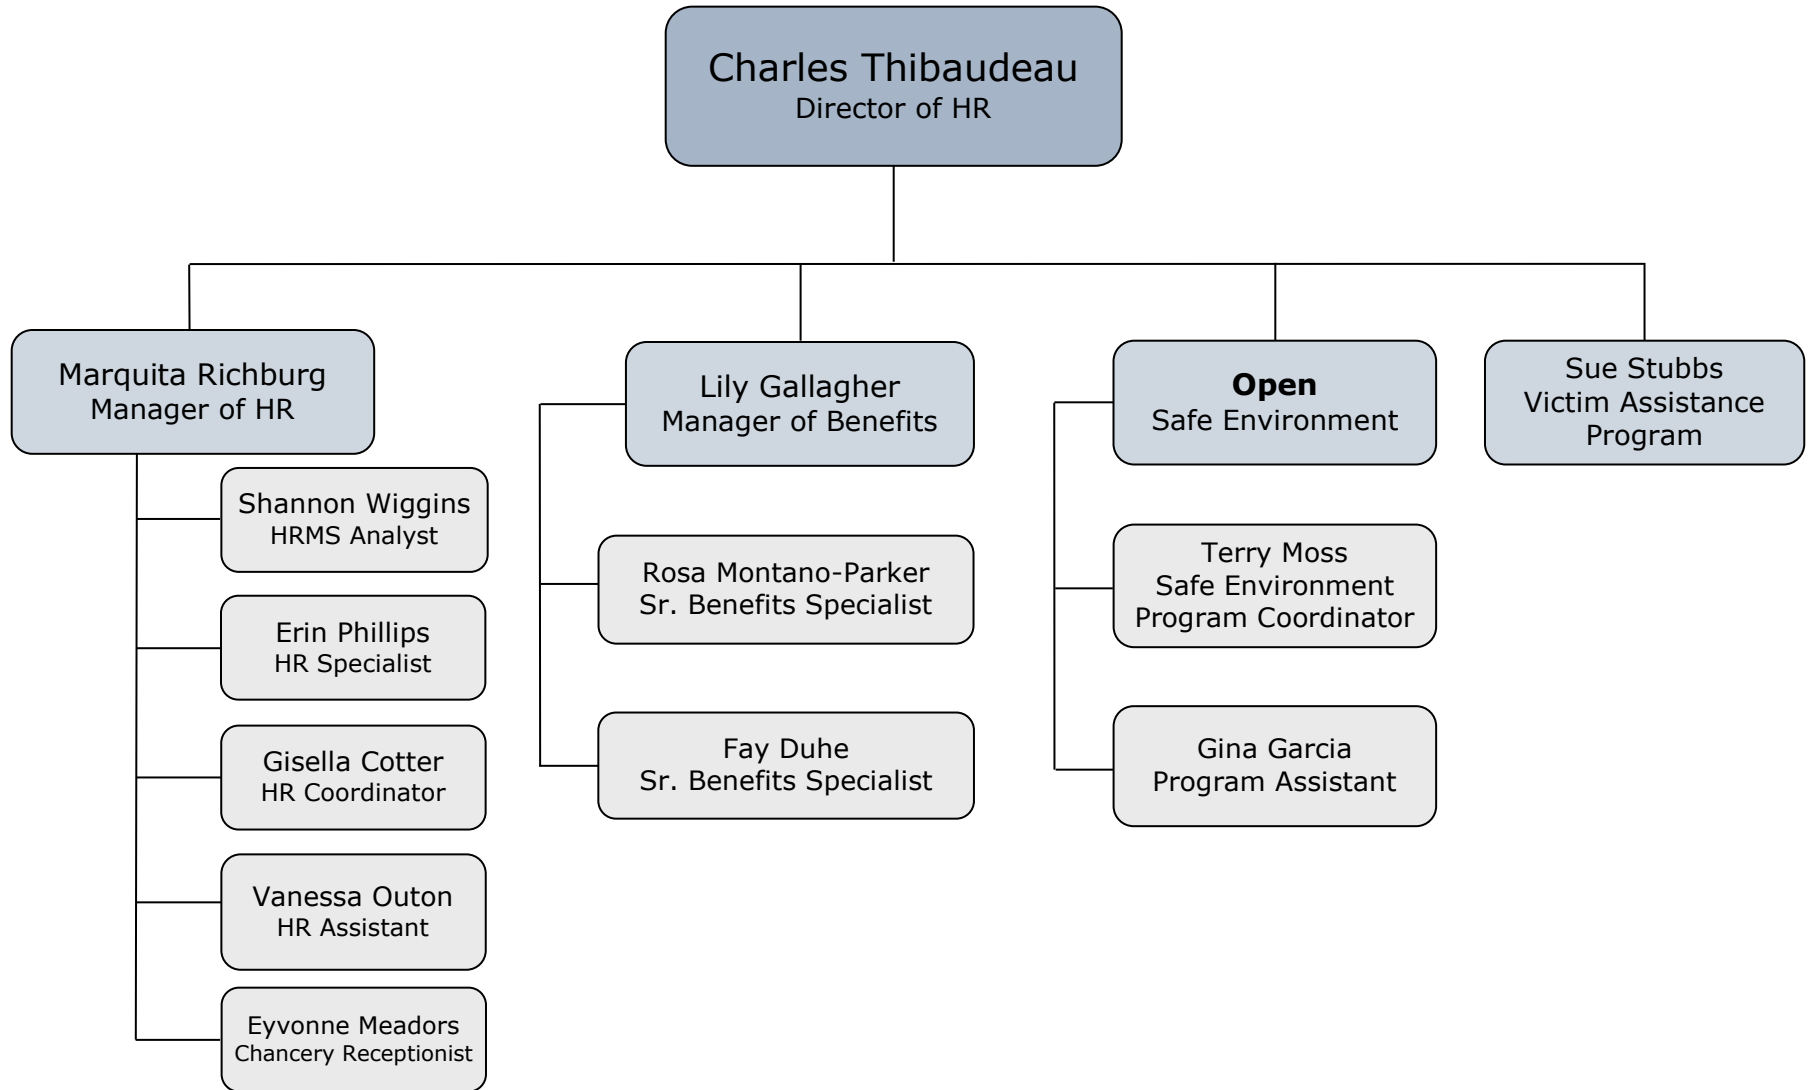 Charles Thibaudeau
Director of HR
Marquita Richburg
Manager of HR
Shannon Wiggins
HRMS Analyst
Erin Phillips
HR Specialist
Gisella Cotter
HR Coordinator
Vanessa Outon
HR Assistant
Eyvonne Meadors
Chancery Receptionist
Lily Gallagher
Manager of Benefits
Rosa Montano-Parker
Sr. Benefits Specialist
Fay Duhe
Sr. Benefits Specialist
Open
Safe Environment
Terry Moss
Safe Environment
Program Coordinator
Gina Garcia
Program Assistant
Sue Stubbs
Victim Assistance
Program